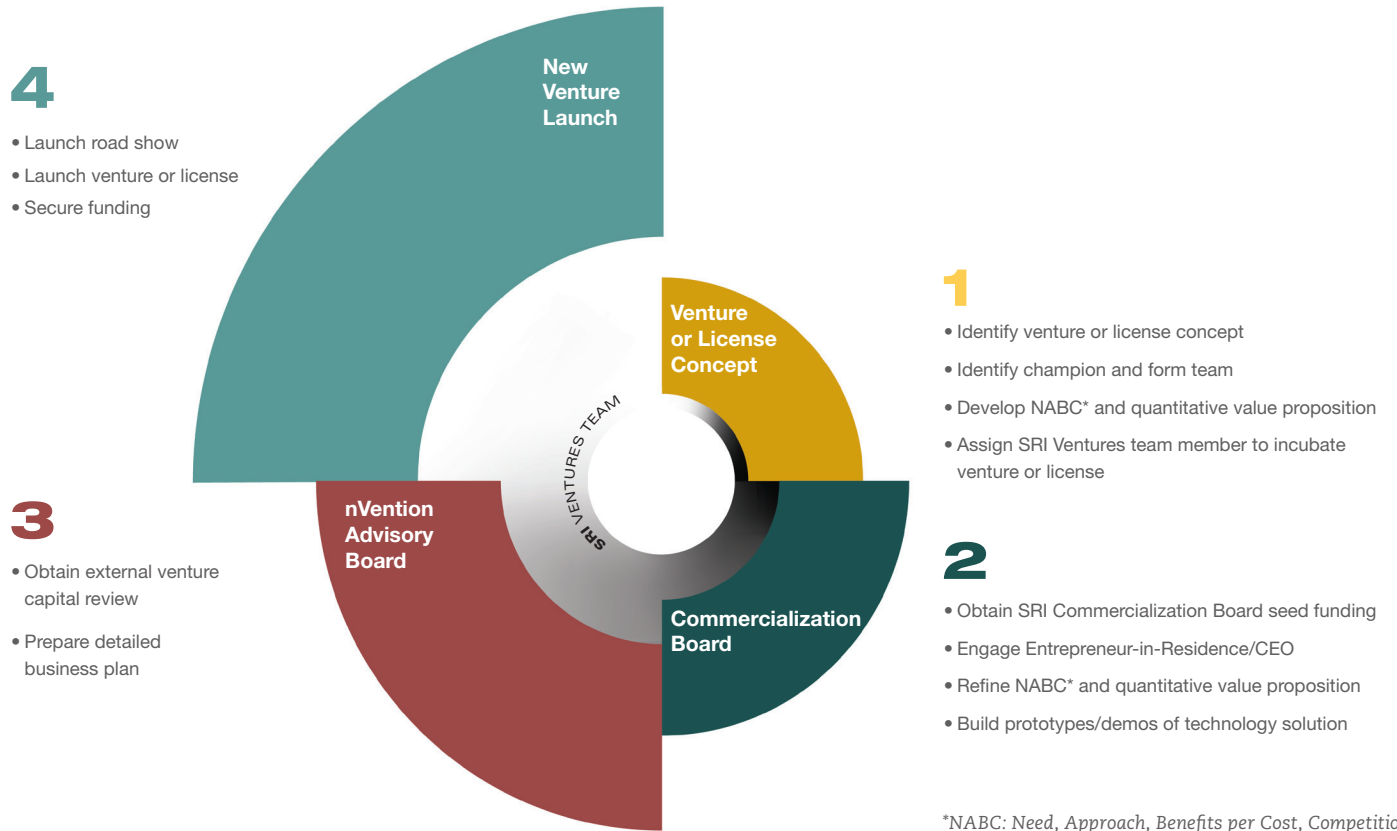 4
• Launch road show
• Launch venture or license
• Secure funding
New
Venture
Launch
1
• Identify venture or license concept
• Identify champion and form team
• Develop NABC* and quantitative value proposition
• Assign SRI Ventures team member to incubate
venture or license
Venture
or License
Concept
SRI VENTURES TEAM
3
• Obtain external venture
capital review
• Prepare detailed
business plan
nVention
Advisory
Board
2
• Obtain SRI Commercialization Board seed funding
• Engage Entrepreneur-in-Residence/CEO
• Refine NABC* and quantitative value proposition
• Build prototypes/demos of technology solution
Commercialization
Board
*NABC: Need, Approach, Benefits per Cost,